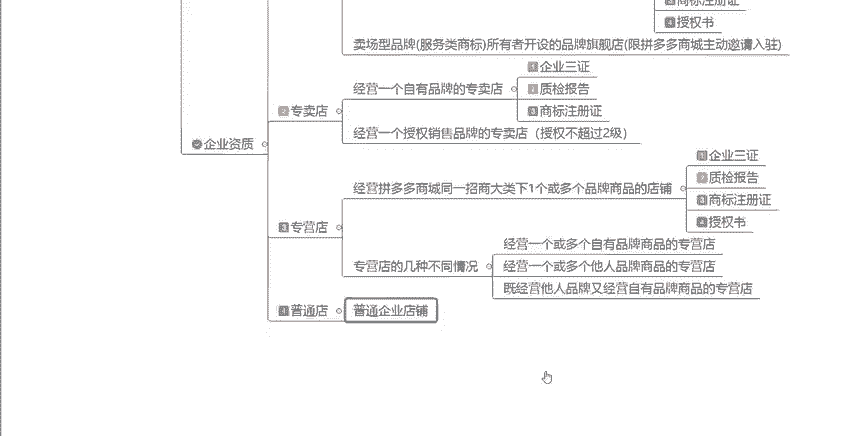 商标注册证
授权书
卖场型品牌(服务类商标)所有者开设的品牌旗舰店(限拼多多商城主动邀请入驻)
企业三证
经营一个自有品牌的专卖店
质检报告
专卖店
商标注册证
经营一个授权销售品牌的专卖店（授权不超过2级）
企业资质
企业三证
质检报告
经营拼多多商城同一招商大类下1个或多个品牌商品的店铺
商标注册证
授权书
专营店
经营一个或多个自有品牌商品的专营店
专营店的几种不同情况
经营一个或多个他人品牌商品的专营店
既经营他人品牌又经营自有品牌商品的专营店
普通店
普通企业店铺